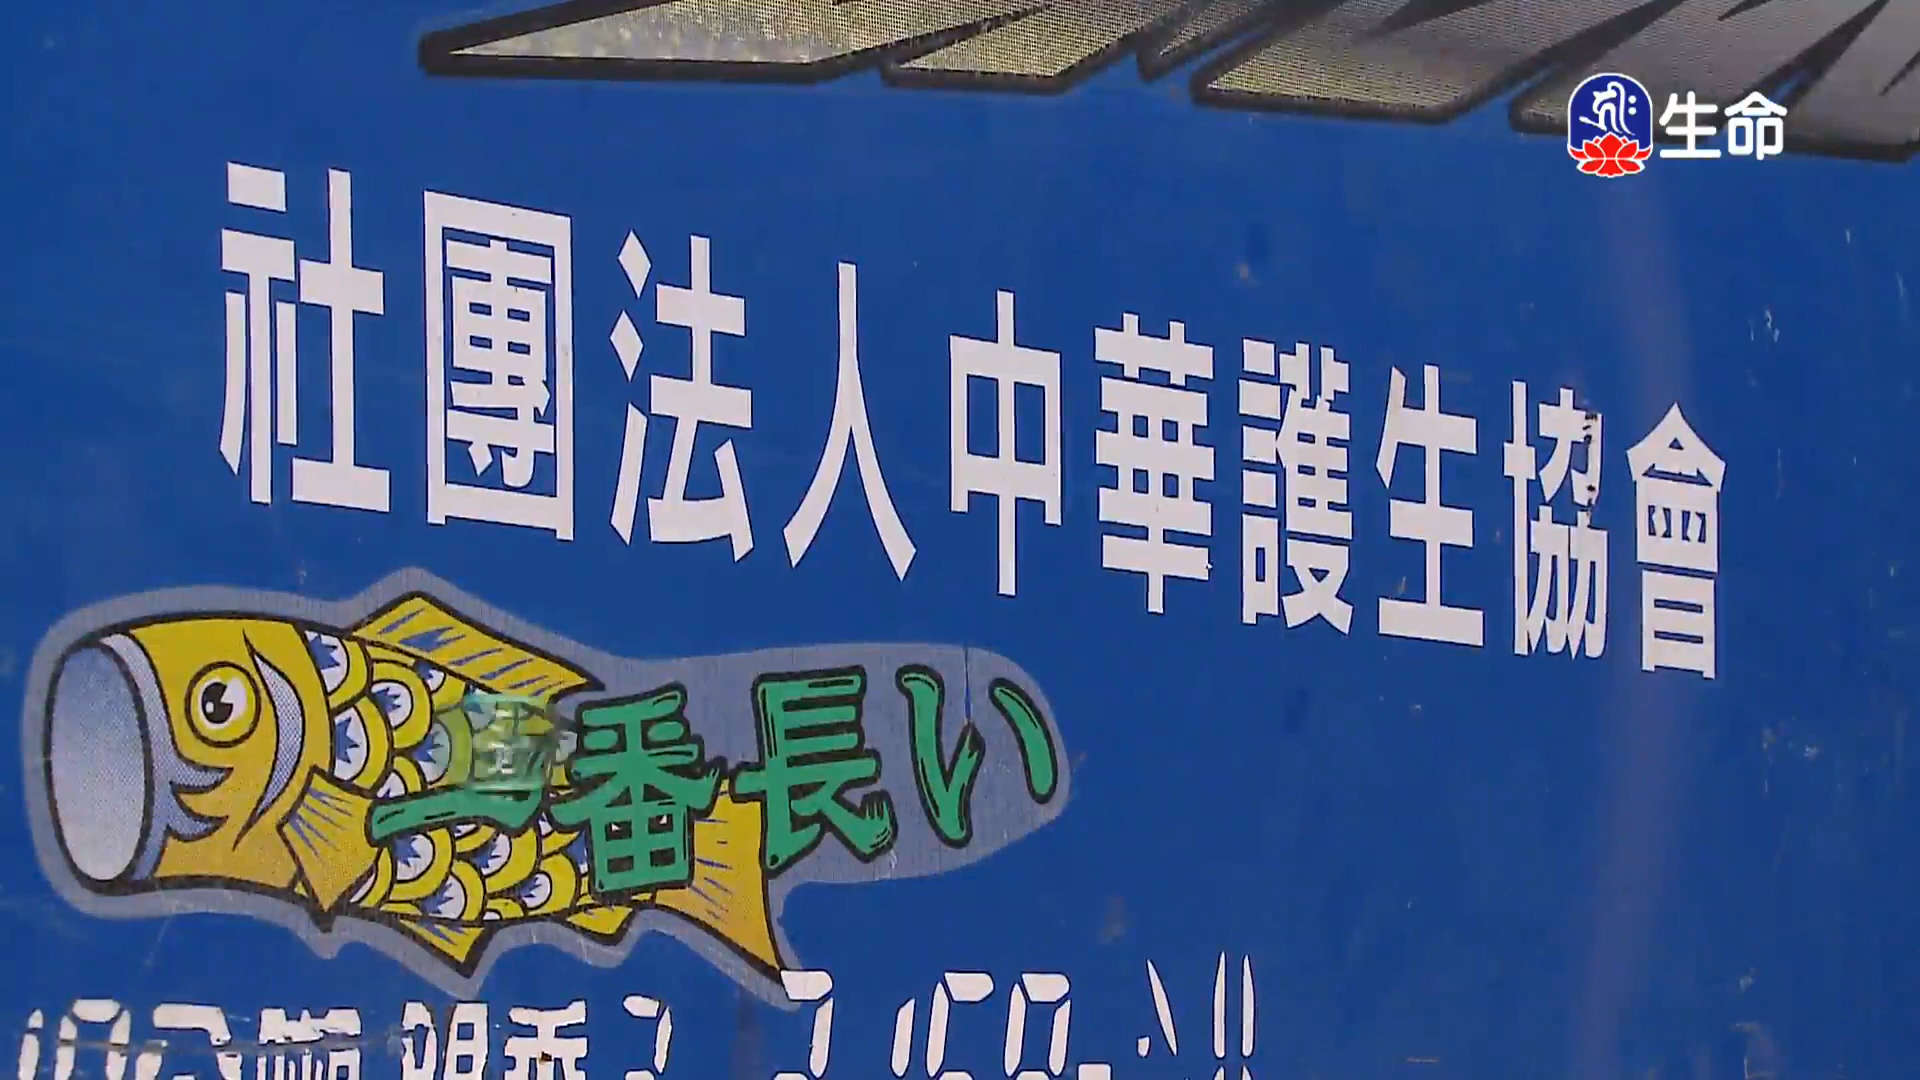 生命
社團法人中華護生協會
一番長い